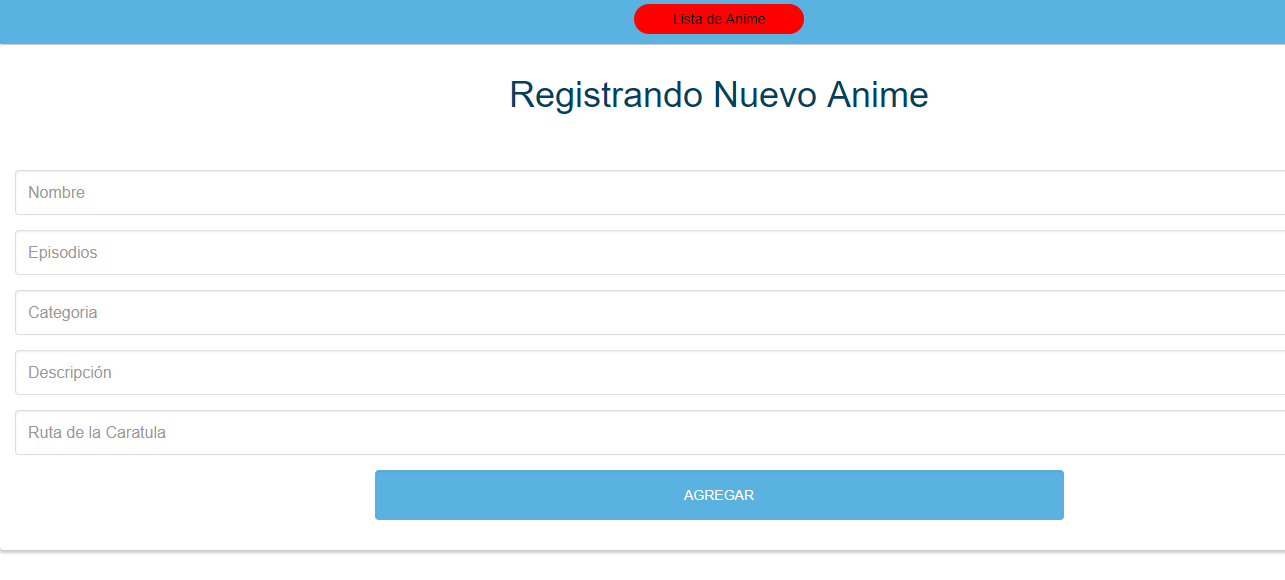 Lista de Anime
Registrando Nuevo Anime
Nombre
Episodios
Categoria
Descripción
Ruta de la Caratula
AGREGAR